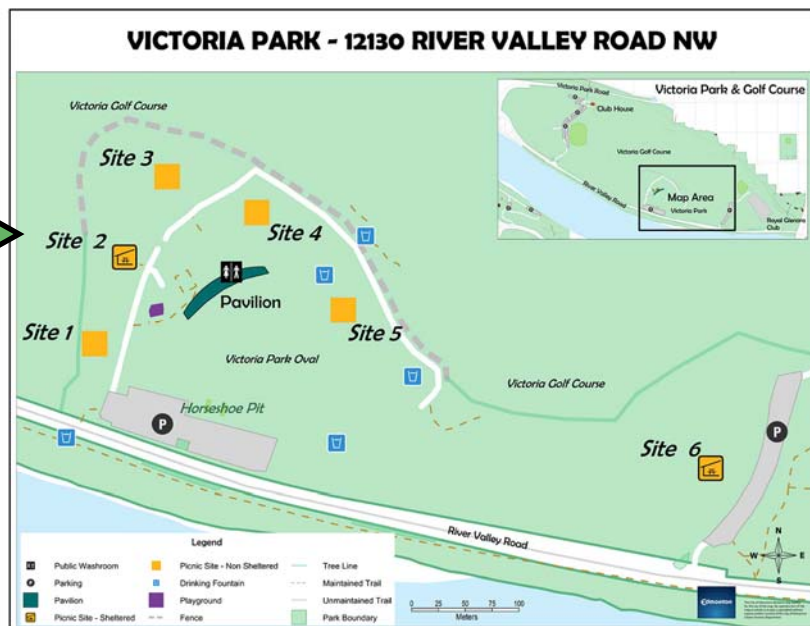 VICTORIA PARK - 12130 RIVER VALLEY ROAD NW
Victoria Golf Course
Victoria Park & Golf Course
Victoria Park Road
Club House
Victoria Golf Course
River Valley Road
Map Area
Victoria Park
Royal Glenora
Club
Site 3
Site 4
Site 2
Pavilion
Site 1
Site 5
Victoria Park Oval
Victoria Golf Course
Horseshoe Pit
P
P
Site 6
River Valley Road
N
W
E
S
Legend
Public Washroom
Picnic Site - Non Sheltered
Tree Line
P
Parking
Drinking Fountain
Maintained Trail
Pavilion
Playground
Unmaintained Trail
Picnic Site - Sheltered
Fence
Park Boundary
0
20
40
60
80
100
Meters
Edmonton